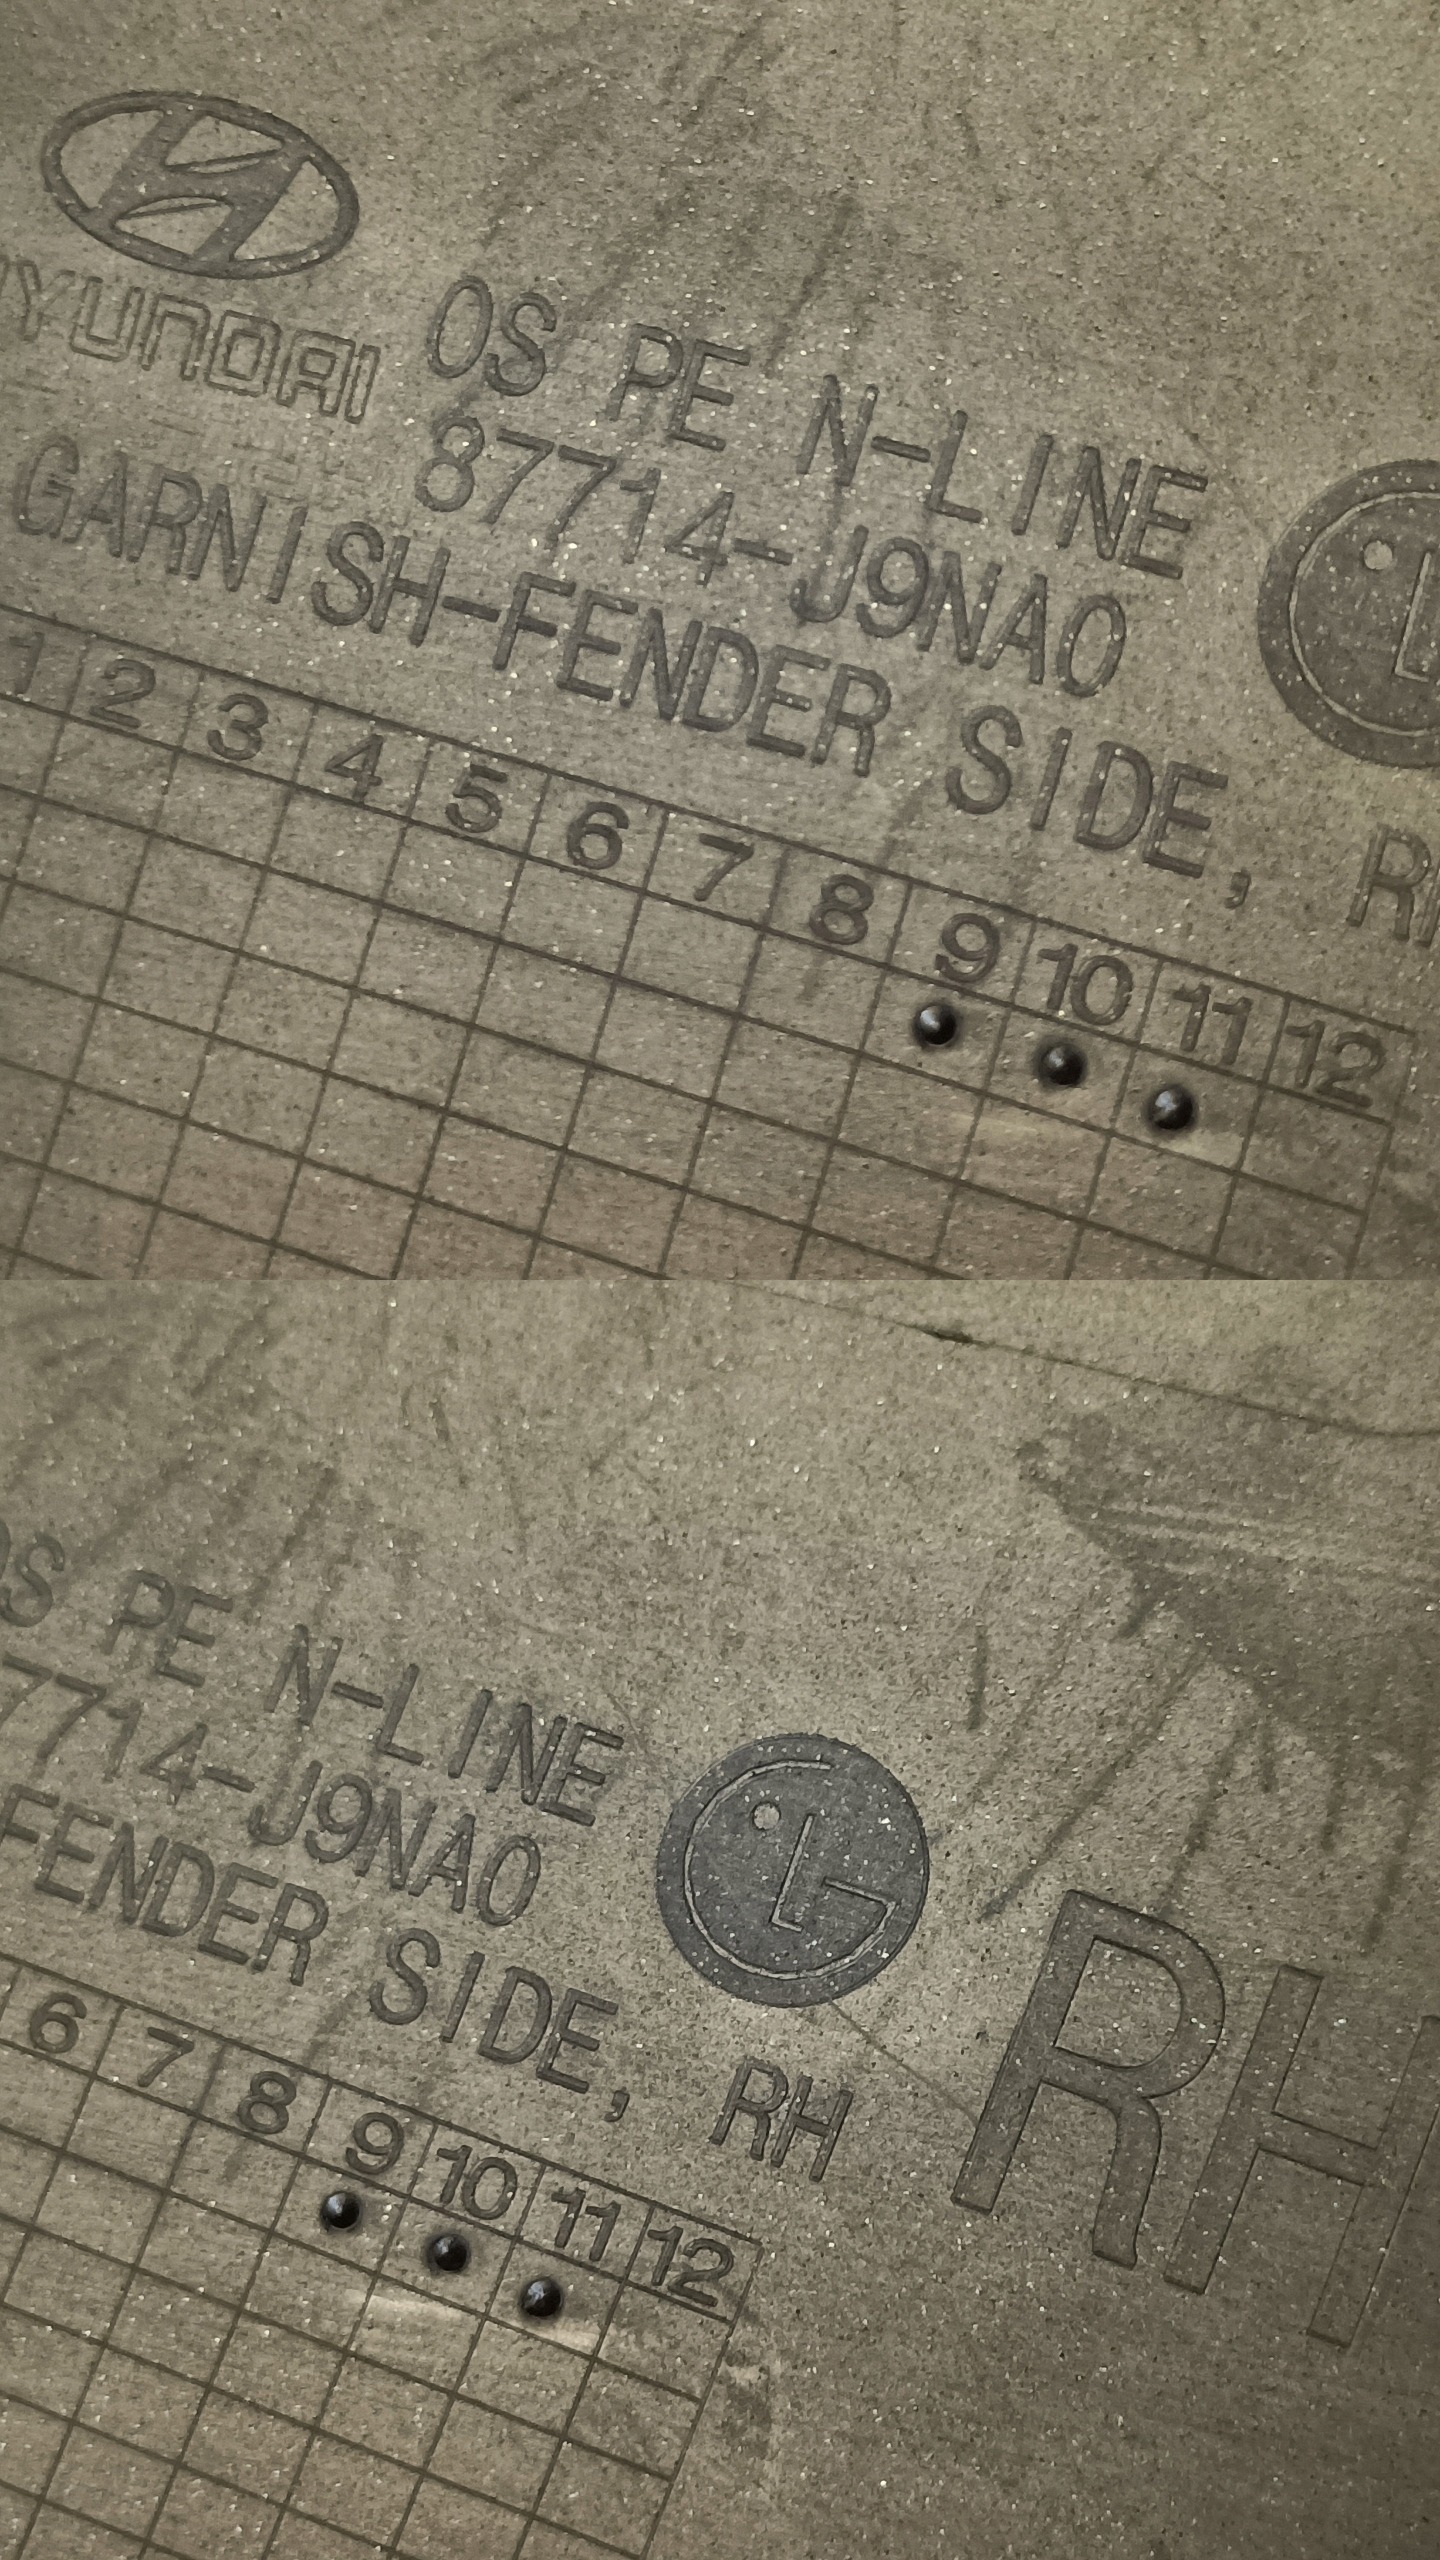 HYUNDAI
OS PE N-LINE
87714-J9NA0
GARNISH-FENDER SIDE, RH
1 2 3 4 5 6 7 8 9 10 11 12
OS PE N-LINE
7714-J9NA0
FENDER SIDE, RH
LG
RH
6 7 8 9 10 11 12